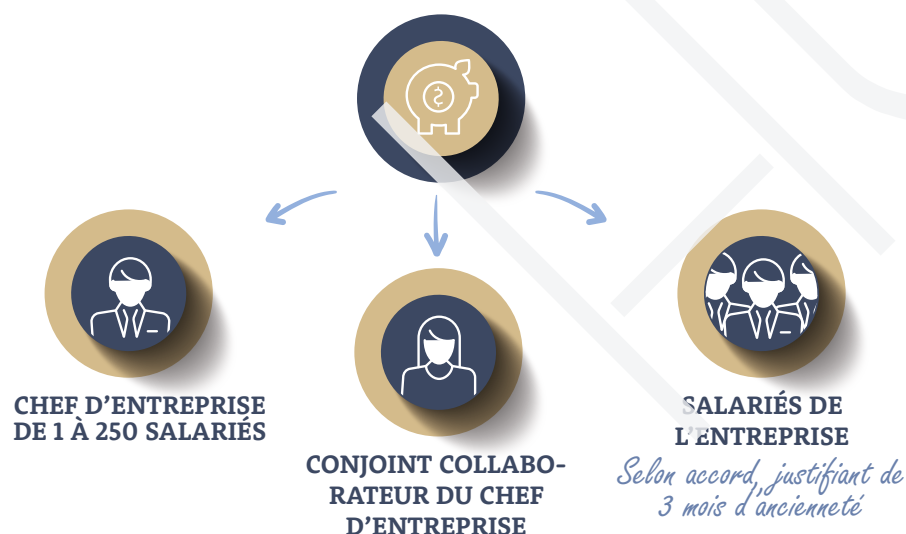 CHEF D’ENTREPRISE
DE 1 À 250 SALARIÉS
CONJOINT COLLABO-
RATEUR DU CHEF
D’ENTREPRISE
SALARIÉS DE
L’ENTREPRISE
Selon accord, justifiant de
3 mois d'ancienneté